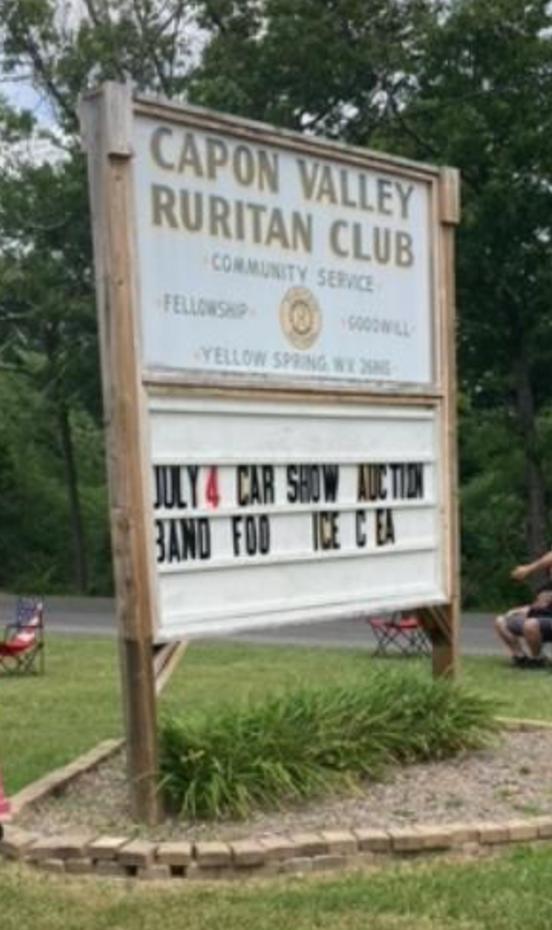 CAPON VALLEY
RURITAN CLUB
COMMUNITY SERVICE
FELLOWSHIP
GOODWILL
YELLOW SPRING, W.V. 26865
JULY 4 CAR SHOW AUCTION
BAND FOO ICE C EA